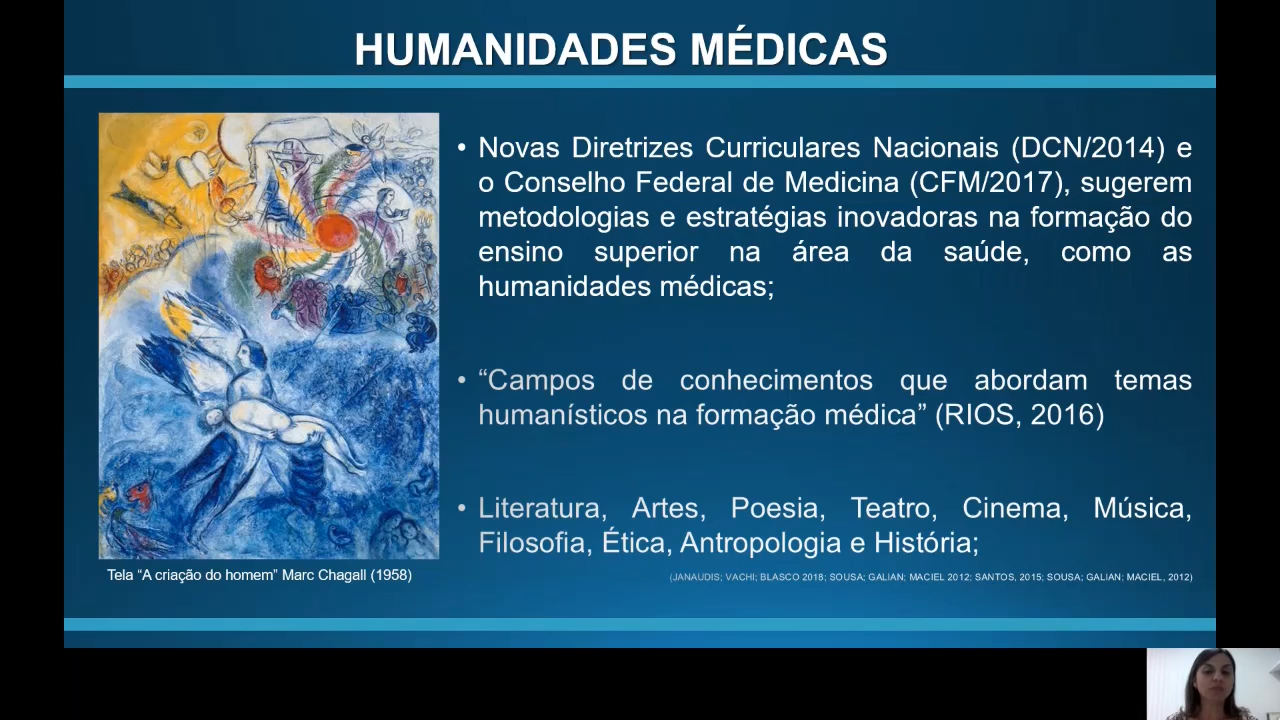 HUMANIDADES MÉDICAS
• Novas Diretrizes Curriculares Nacionais (DCN/2014) e
o Conselho Federal de Medicina (CFM/2017), sugerem
metodologias e estratégias inovadoras na formação do
ensino superior na área da saúde, como as
humanidades médicas;
• “Campos de conhecimentos que abordam temas
humanísticos na formação médica” (RIOS, 2016)
• Literatura, Artes, Poesia, Teatro, Cinema, Música,
Filosofia, Ética, Antropologia e História;
Tela “A criação do homem” Marc Chagall (1958)
(JANAUDIS; VACHI; BLASCO 2018; SOUSA; GALIAN; MACIEL 2012; SANTOS, 2015; SOUSA; GALIAN; MACIEL, 2012)